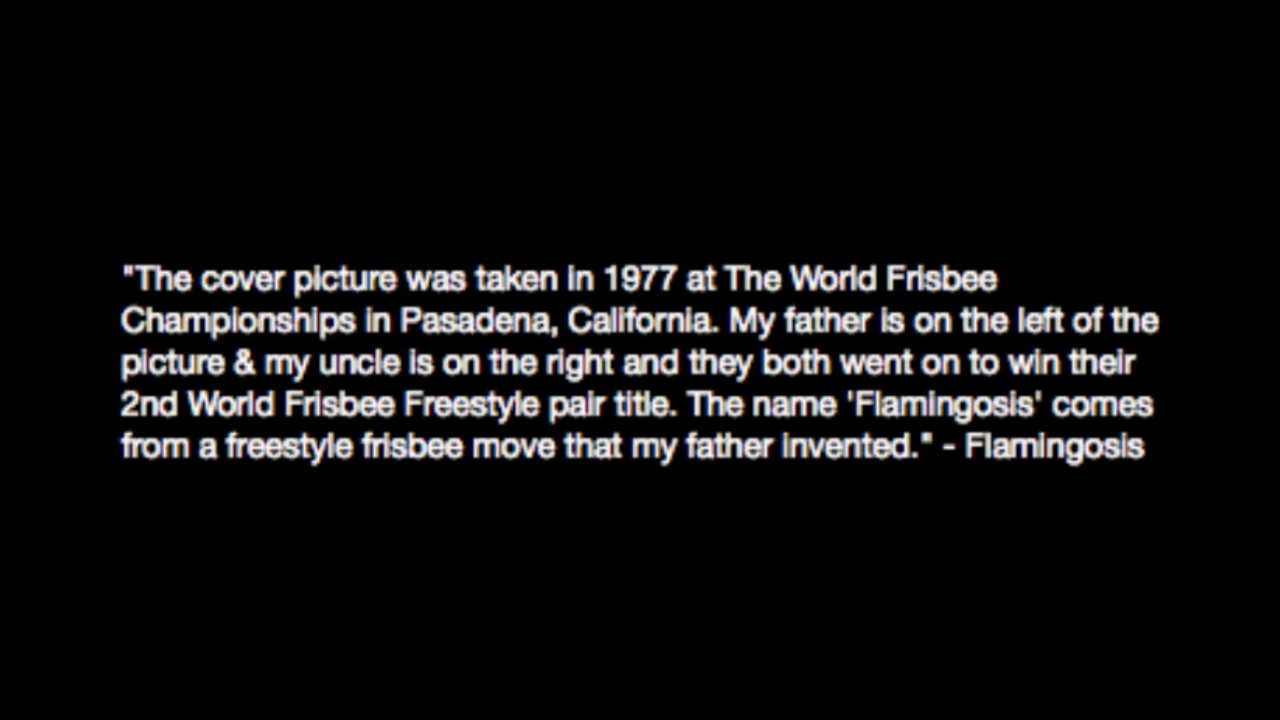 "The cover picture was taken in 1977 at The World Frisbee
Championships in Pasadena, California. My father is on the left of the
picture & my uncle is on the right and they both went on to win their
2nd World Frisbee Freestyle pair title. The name 'Flamingosis' comes
from a freestyle frisbee move that my father invented." - Flamingosis